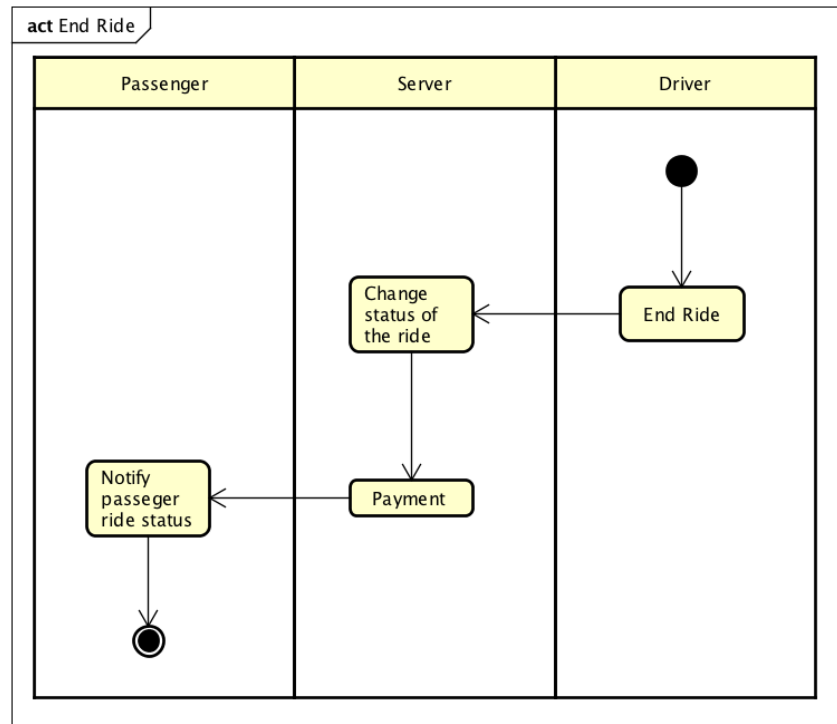 act End Ride
Passenger
Server
Driver
Change
status of
the ride
End Ride
Notify
passeger
ride status
Payment